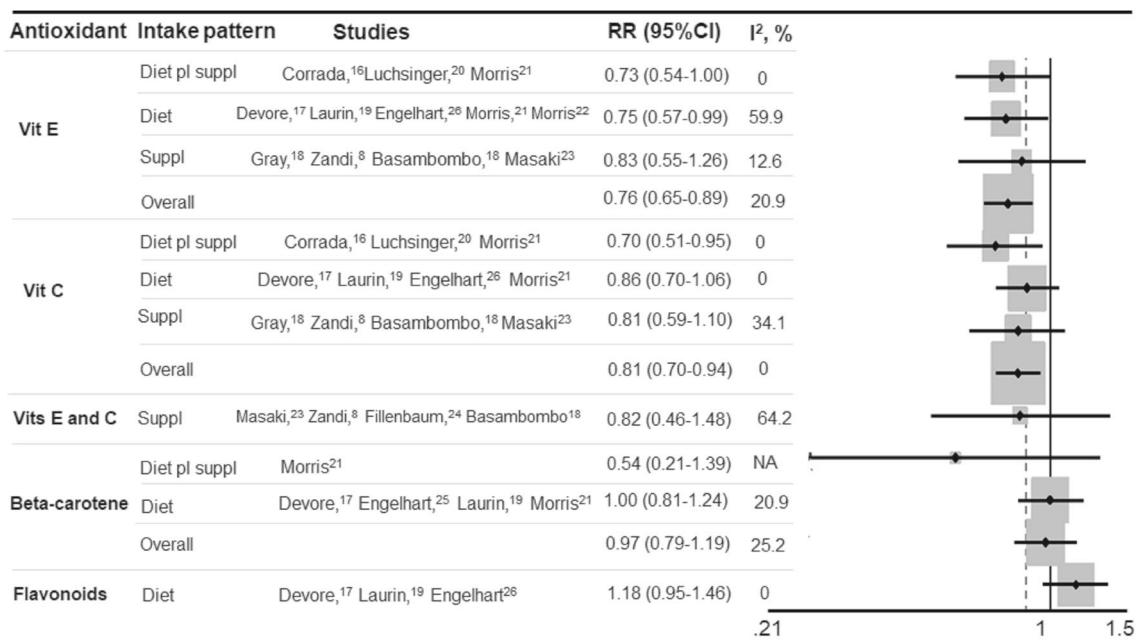 Antioxidant Intake pattern Studies RR (95%CI) I², %
Diet pl suppl Corrada,¹⁶Luchsinger,²⁰ Morris²¹ 0.73 (0.54-1.00) 0
Vit E Diet Devore,¹⁷ Laurin,¹⁹ Engelhart,²⁶ Morris,²¹ Morris²² 0.75 (0.57-0.99) 59.9
Suppl Gray,¹⁸ Zandi,⁸ Basambombo,¹⁸ Masaki²³ 0.83 (0.55-1.26) 12.6
Overall 0.76 (0.65-0.89) 20.9
Diet pl suppl Corrada,¹⁶ Luchsinger,²⁰ Morris²¹ 0.70 (0.51-0.95) 0
Vit C Diet Devore,¹⁷ Laurin,¹⁹ Engelhart,²⁶ Morris²¹ 0.86 (0.70-1.06) 0
Suppl Gray,¹⁸ Zandi,⁸ Basambombo,¹⁸ Masaki²³ 0.81 (0.59-1.10) 34.1
Overall 0.81 (0.70-0.94) 0
Vits E and C Suppl Masaki,²³ Zandi,⁸ Fillenbaum,²⁴ Basambombo¹⁸ 0.82 (0.46-1.48) 64.2
Diet pl suppl Morris²¹ 0.54 (0.21-1.39) NA
Beta-carotene Diet Devore,¹⁷ Engelhart,²⁵ Laurin,¹⁹ Morris²¹ 1.00 (0.81-1.24) 20.9
Overall 0.97 (0.79-1.19) 25.2
Flavonoids Diet Devore,¹⁷ Laurin,¹⁹ Engelhart²⁶ 1.18 (0.95-1.46) 0
.21 1 1.5